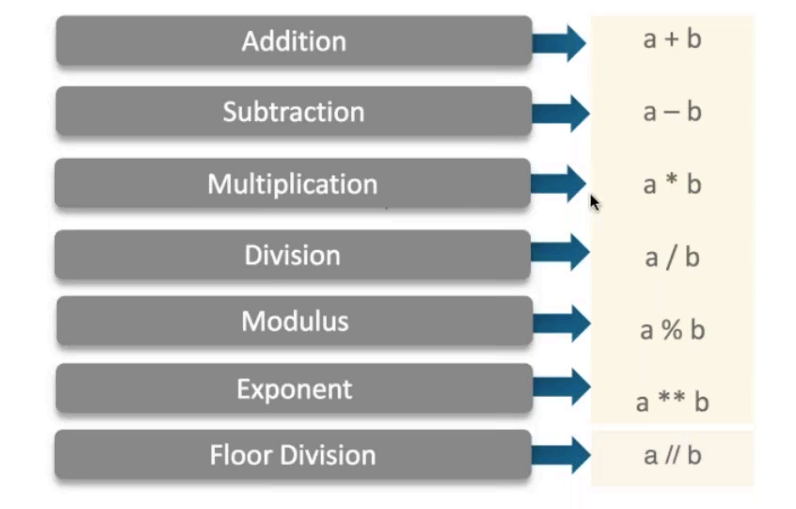 Addition a + b
Subtraction a – b
Multiplication a * b
Division a / b
Modulus a % b
Exponent a ** b
Floor Division a // b